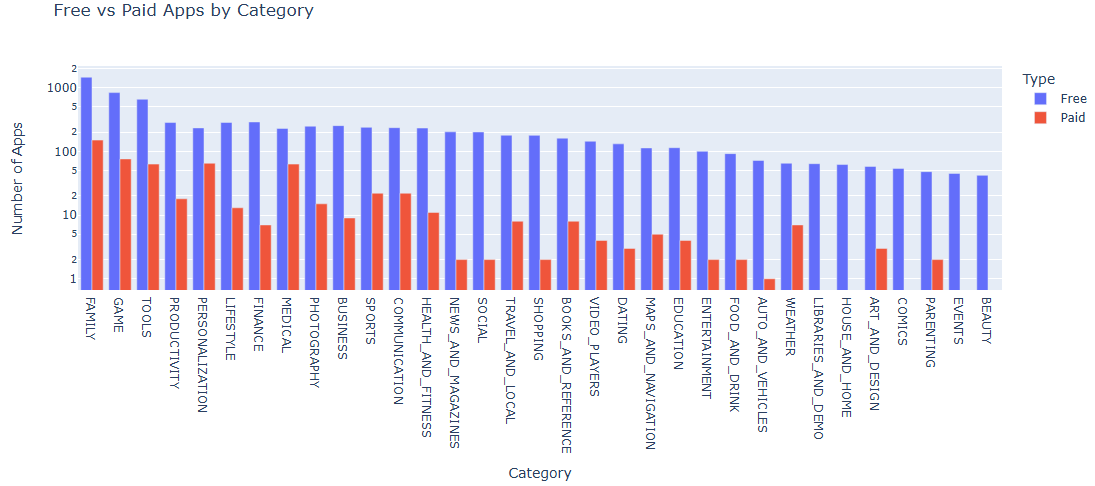 Free vs Paid Apps by Category
Number of Apps
2
1000
5
2
100
5
2
10
5
2
1
FAMILY
GAME
TOOLS
PRODUCTIVITY
PERSONALIZATION
LIFESTYLE
FINANCE
MEDICAL
PHOTOGRAPHY
BUSINESS
SPORTS
COMMUNICATION
HEALTH_AND_FITNESS
NEWS_AND_MAGAZINES
SOCIAL
TRAVEL_AND_LOCAL
SHOPPING
BOOKS_AND_REFERENCE
VIDEO_PLAYERS
DATING
MAPS_AND_NAVIGATION
EDUCATION
ENTERTAINMENT
FOOD_AND_DRINK
AUTO_AND_VEHICLES
WEATHER
LIBRARIES_AND_DEMO
HOUSE_AND_HOME
ART_AND_DESIGN
COMICS
PARENTING
EVENTS
BEAUTY
Category
Type
Free
Paid